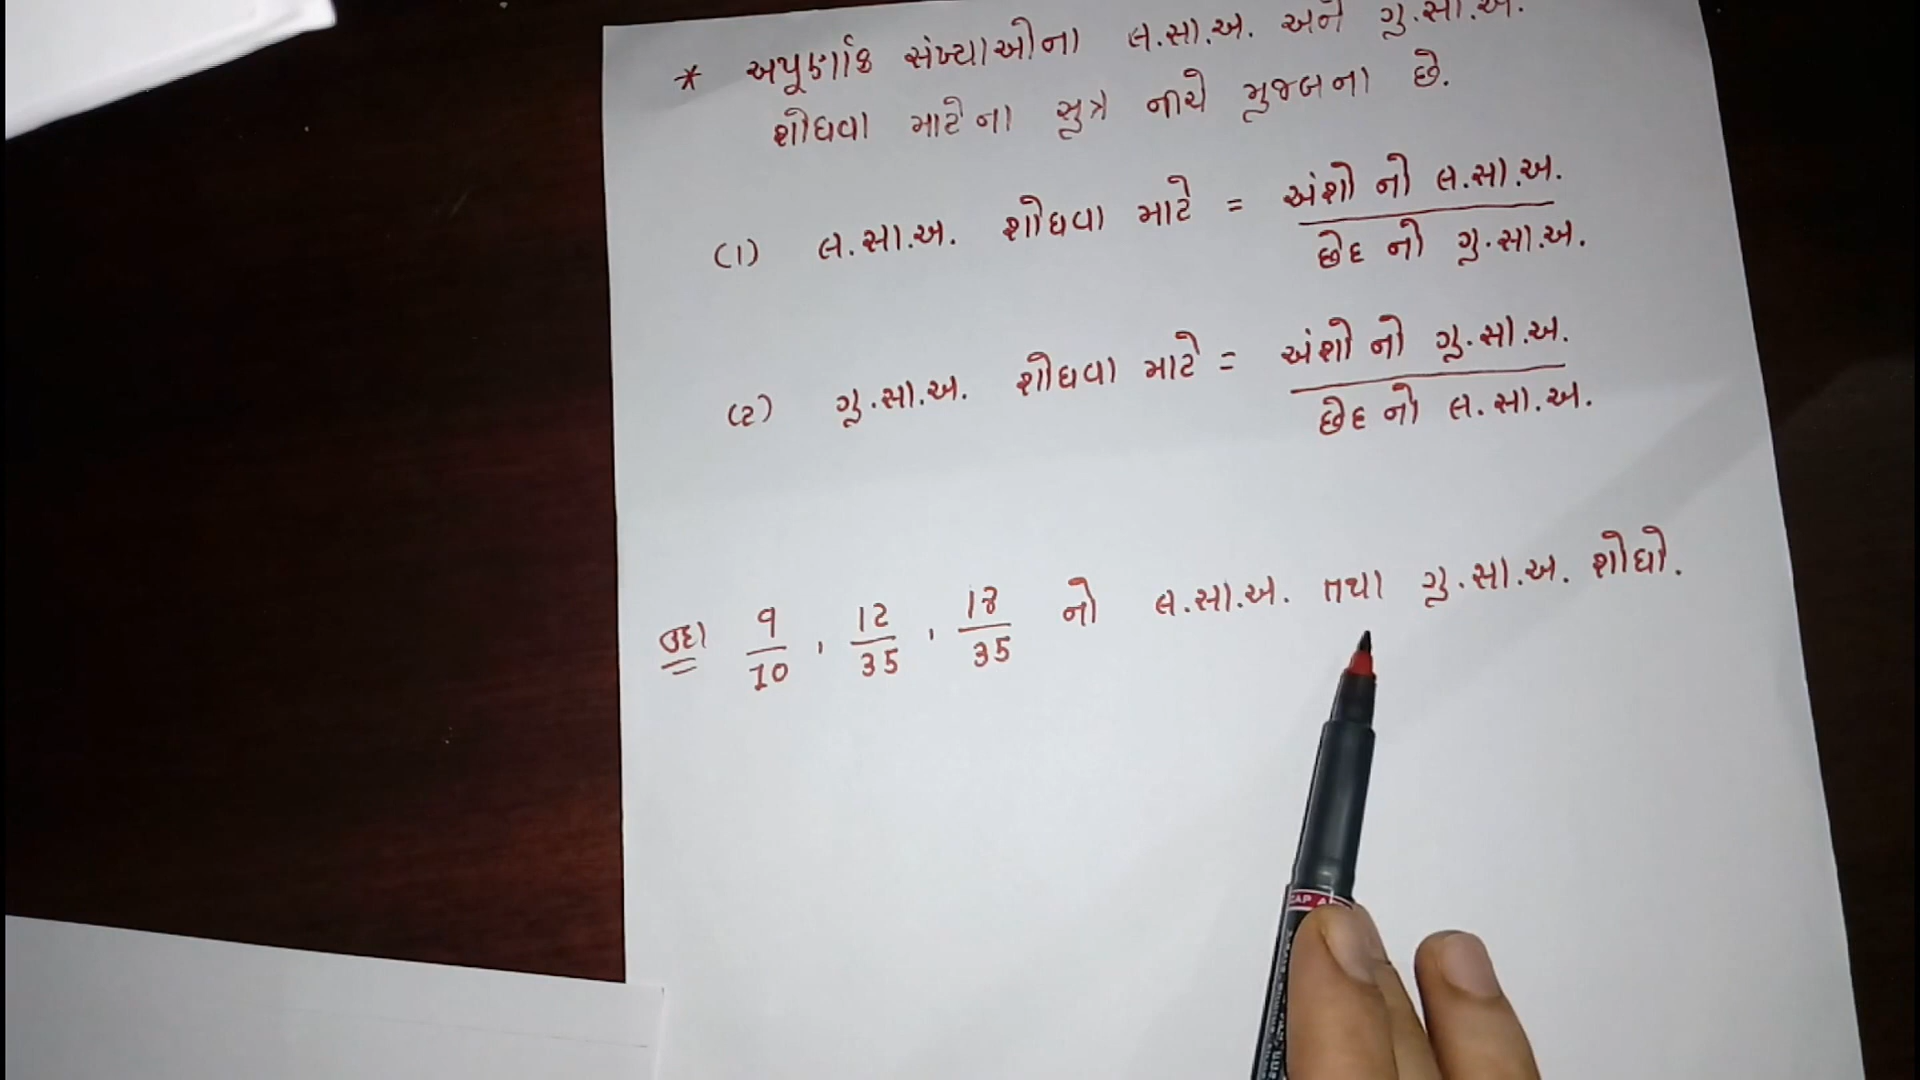 * અપૂર્ણાંક સંખ્યાઓના લ.સા.અ. અને ગુ.સા.અ.
શોધવા માટેના સુત્ર નીચે મુજબના છે.
(1) લ.સા.અ. શોધવા માટે = અંશો નો લ.સા.અ.
છેદ નો ગુ.સા.અ.
(2) ગુ.સા.અ. શોધવા માટે = અંશો નો ગુ.સા.અ.
છેદ નો લ.સા.અ.
ઉદા 9/10, 12/35, 18/35 નો લ.સા.અ. તથા ગુ.સા.અ. શોધો.